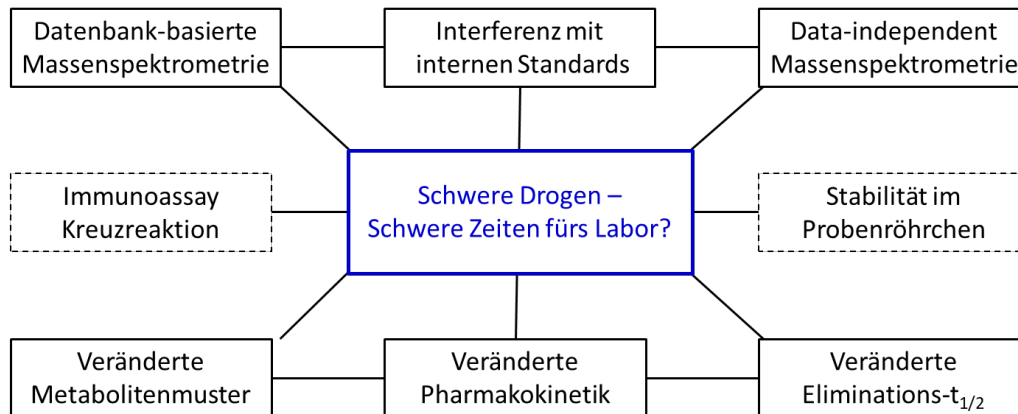 Datenbank-basierte
Massenspektrometrie
Interferenz mit
internen Standards
Data-independent
Massenspektrometrie
Immunoassay
Kreuzreaktion
Schwere Drogen –
Schwere Zeiten fürs Labor?
Stabilität im
Probenröhrchen
Veränderte
Metabolitenmuster
Veränderte
Pharmakokinetik
Veränderte
Eliminations-t1/2